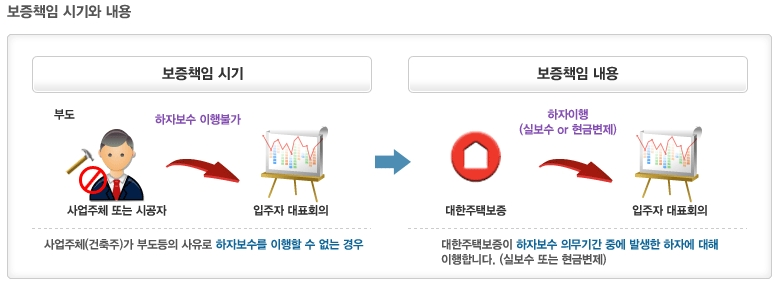 보증책임 시기와 내용
보증책임 시기
부도
하자보수 이행불가
사업주체 또는 시공자
입주자 대표회의
사업주체(건축주)가 부도등의 사유로 하자보수를 이행할 수 없는 경우
보증책임 내용
하자이행
(실보수 or 현금변제)
대한주택보증
입주자 대표회의
대한주택보증이 하자보수 의무기간 중에 발생한 하자에 대해
이행합니다. (실보수 또는 현금변제)